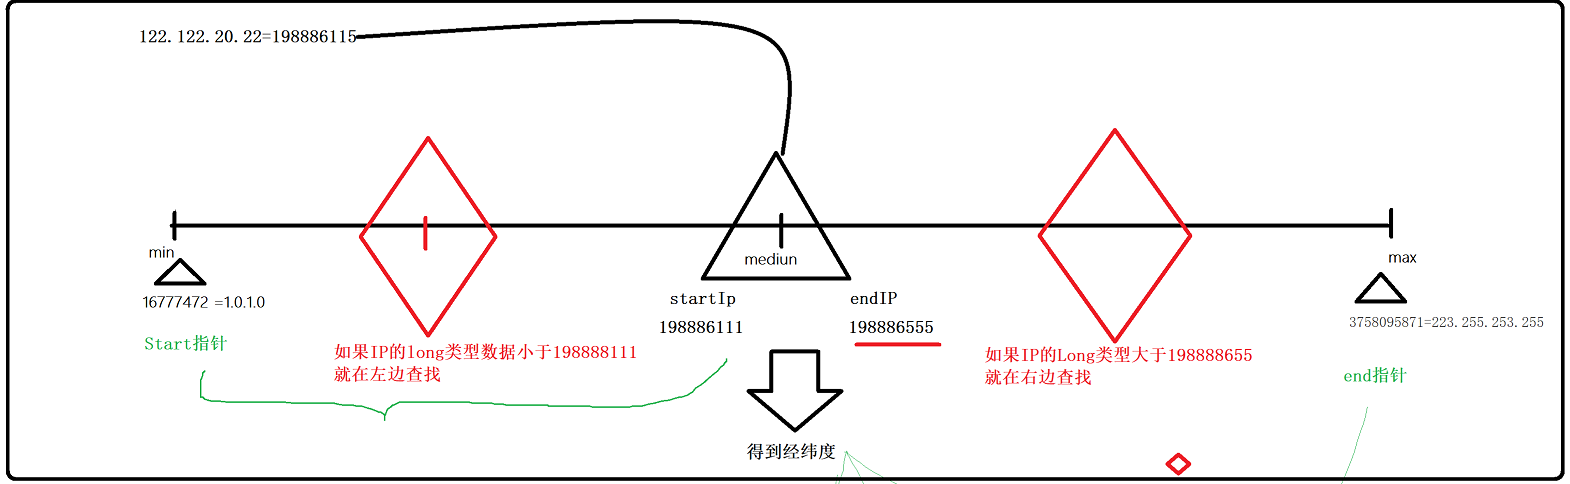 122.122.20.22=198886115
min
mediun
max
16777472 =1.0.1.0
startIp
endIP
198886111
198886555
3758095871=223.255.253.255
Start指针
如果IP的long类型数据小于198888111
就在左边查找
如果IP的Long类型大于198888655
就在右边查找
end指针
得到经纬度